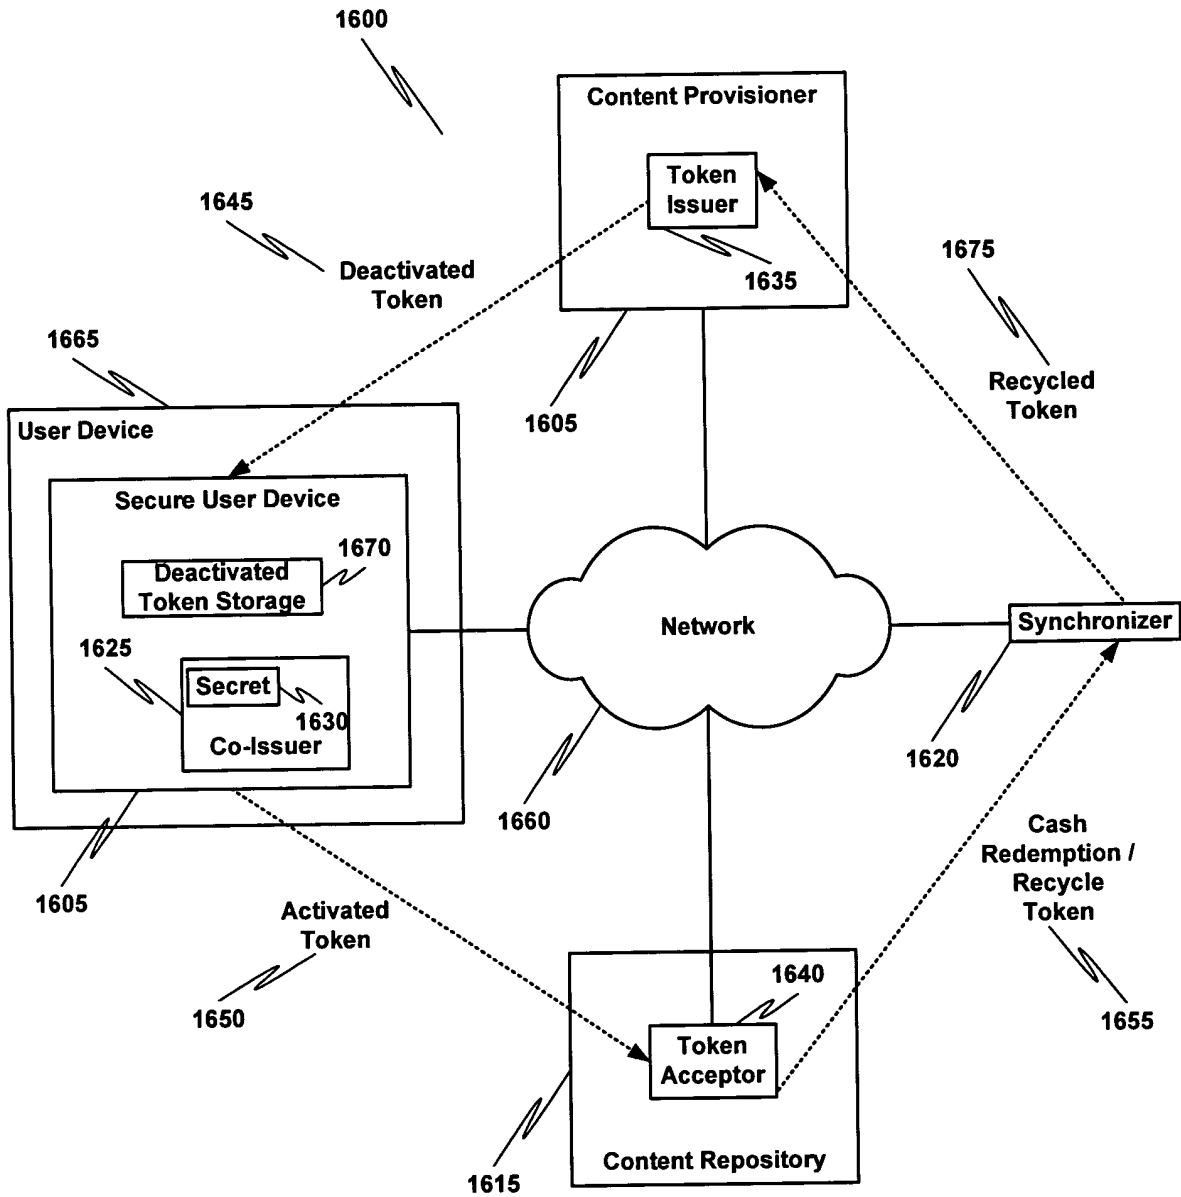 1600
Content Provisioner
Token
Issuer
1635
1645
Deactivated
Token
1675
Recycled
Token
1665
1605
User Device
Secure User Device
1670
Deactivated
Token Storage
1625
Secret
1630
Co-Issuer
Network
Synchronizer
1620
1660
1605
Cash
Redemption /
Recycle
Token
Activated
Token
1650
1640
1655
Token
Acceptor
Content Repository
1615